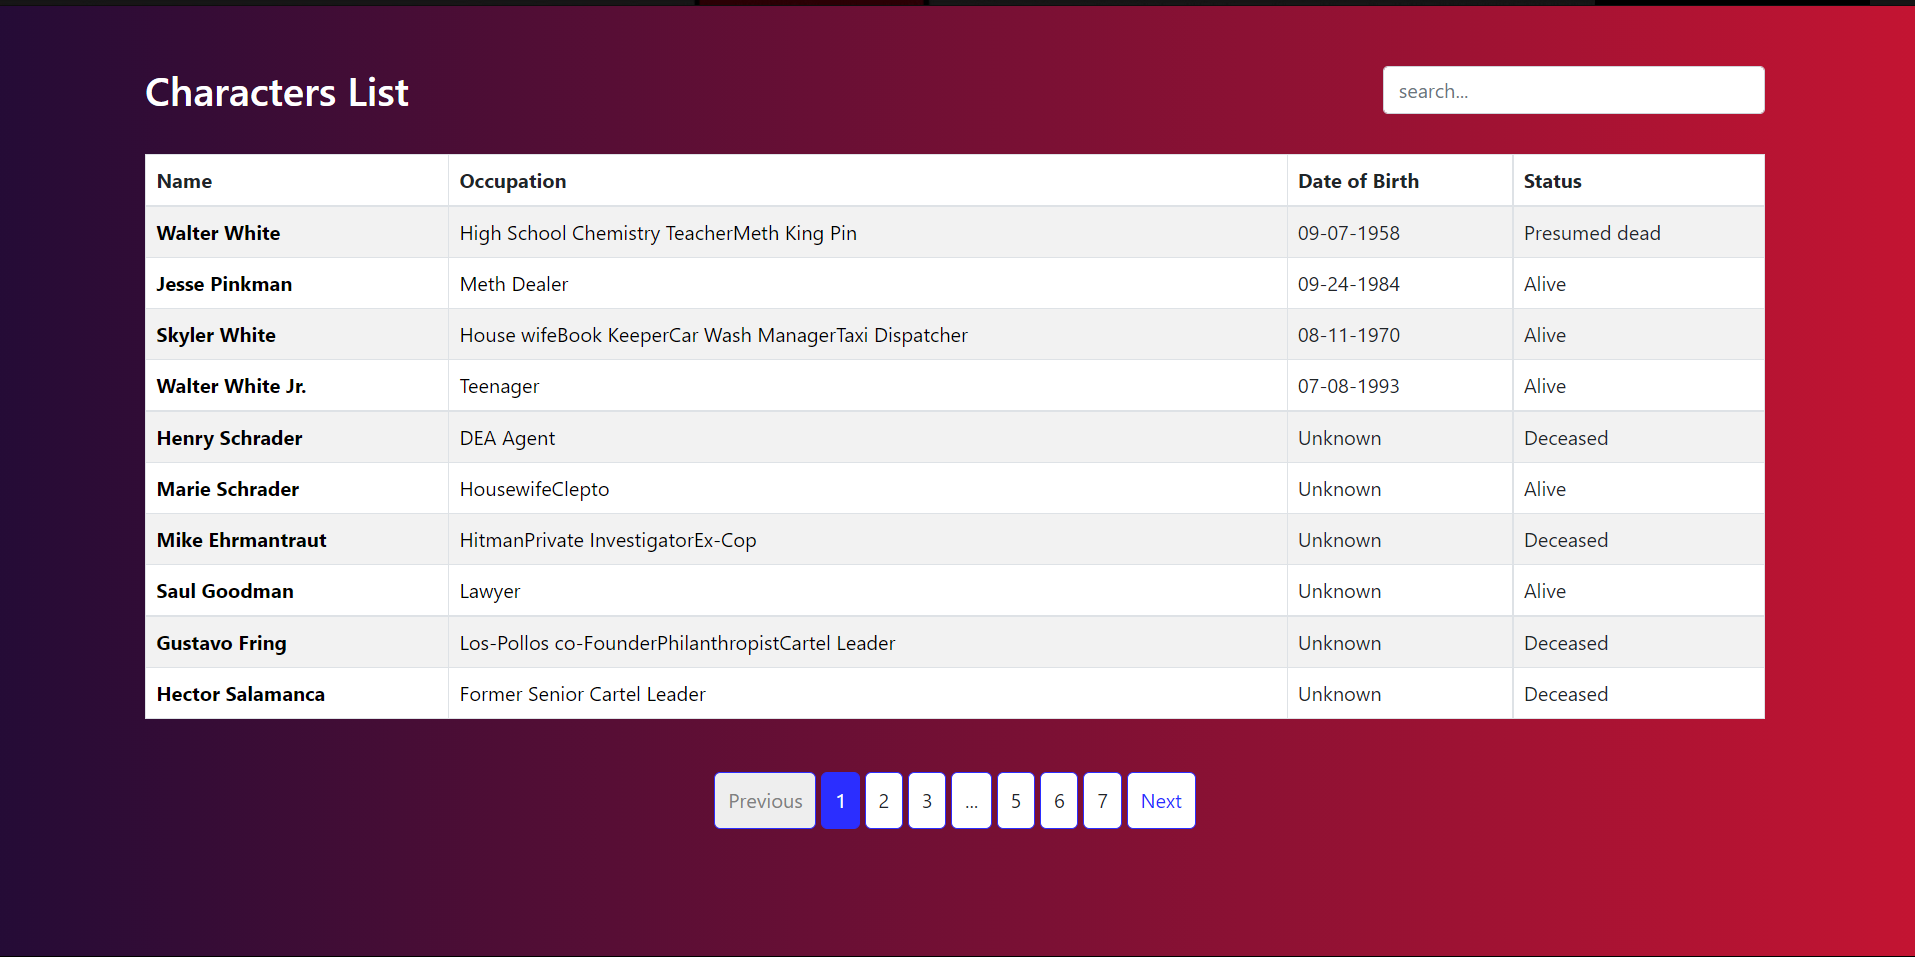 Characters List
search...
Name Occupation Date of Birth Status
Walter White High School Chemistry TeacherMeth King Pin 09-07-1958 Presumed dead
Jesse Pinkman Meth Dealer 09-24-1984 Alive
Skyler White House wifeBook KeeperCar Wash ManagerTaxi Dispatcher 08-11-1970 Alive
Walter White Jr. Teenager 07-08-1993 Alive
Henry Schrader DEA Agent Unknown Deceased
Marie Schrader HousewifeClepto Unknown Alive
Mike Ehrmantraut HitmanPrivate InvestigatorEx-Cop Unknown Deceased
Saul Goodman Lawyer Unknown Alive
Gustavo Fring Los-Pollos co-FounderPhilanthropistCartel Leader Unknown Deceased
Hector Salamanca Former Senior Cartel Leader Unknown Deceased
Previous 1 2 3 ... 5 6 7 Next